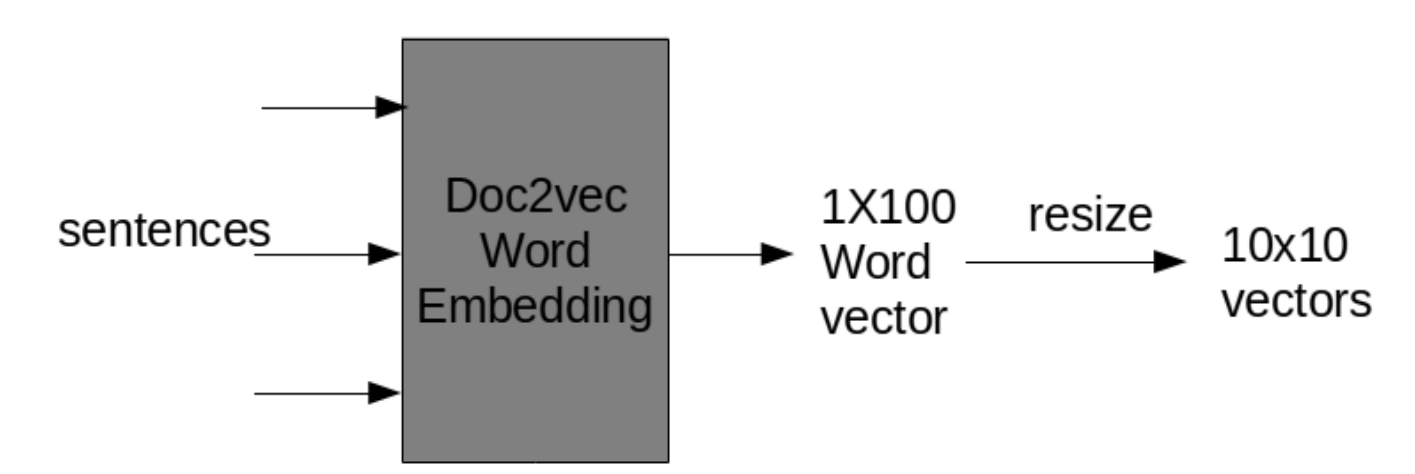 sentences
Doc2vec
Word
Embedding
1X100
Word
vector
resize
10x10
vectors